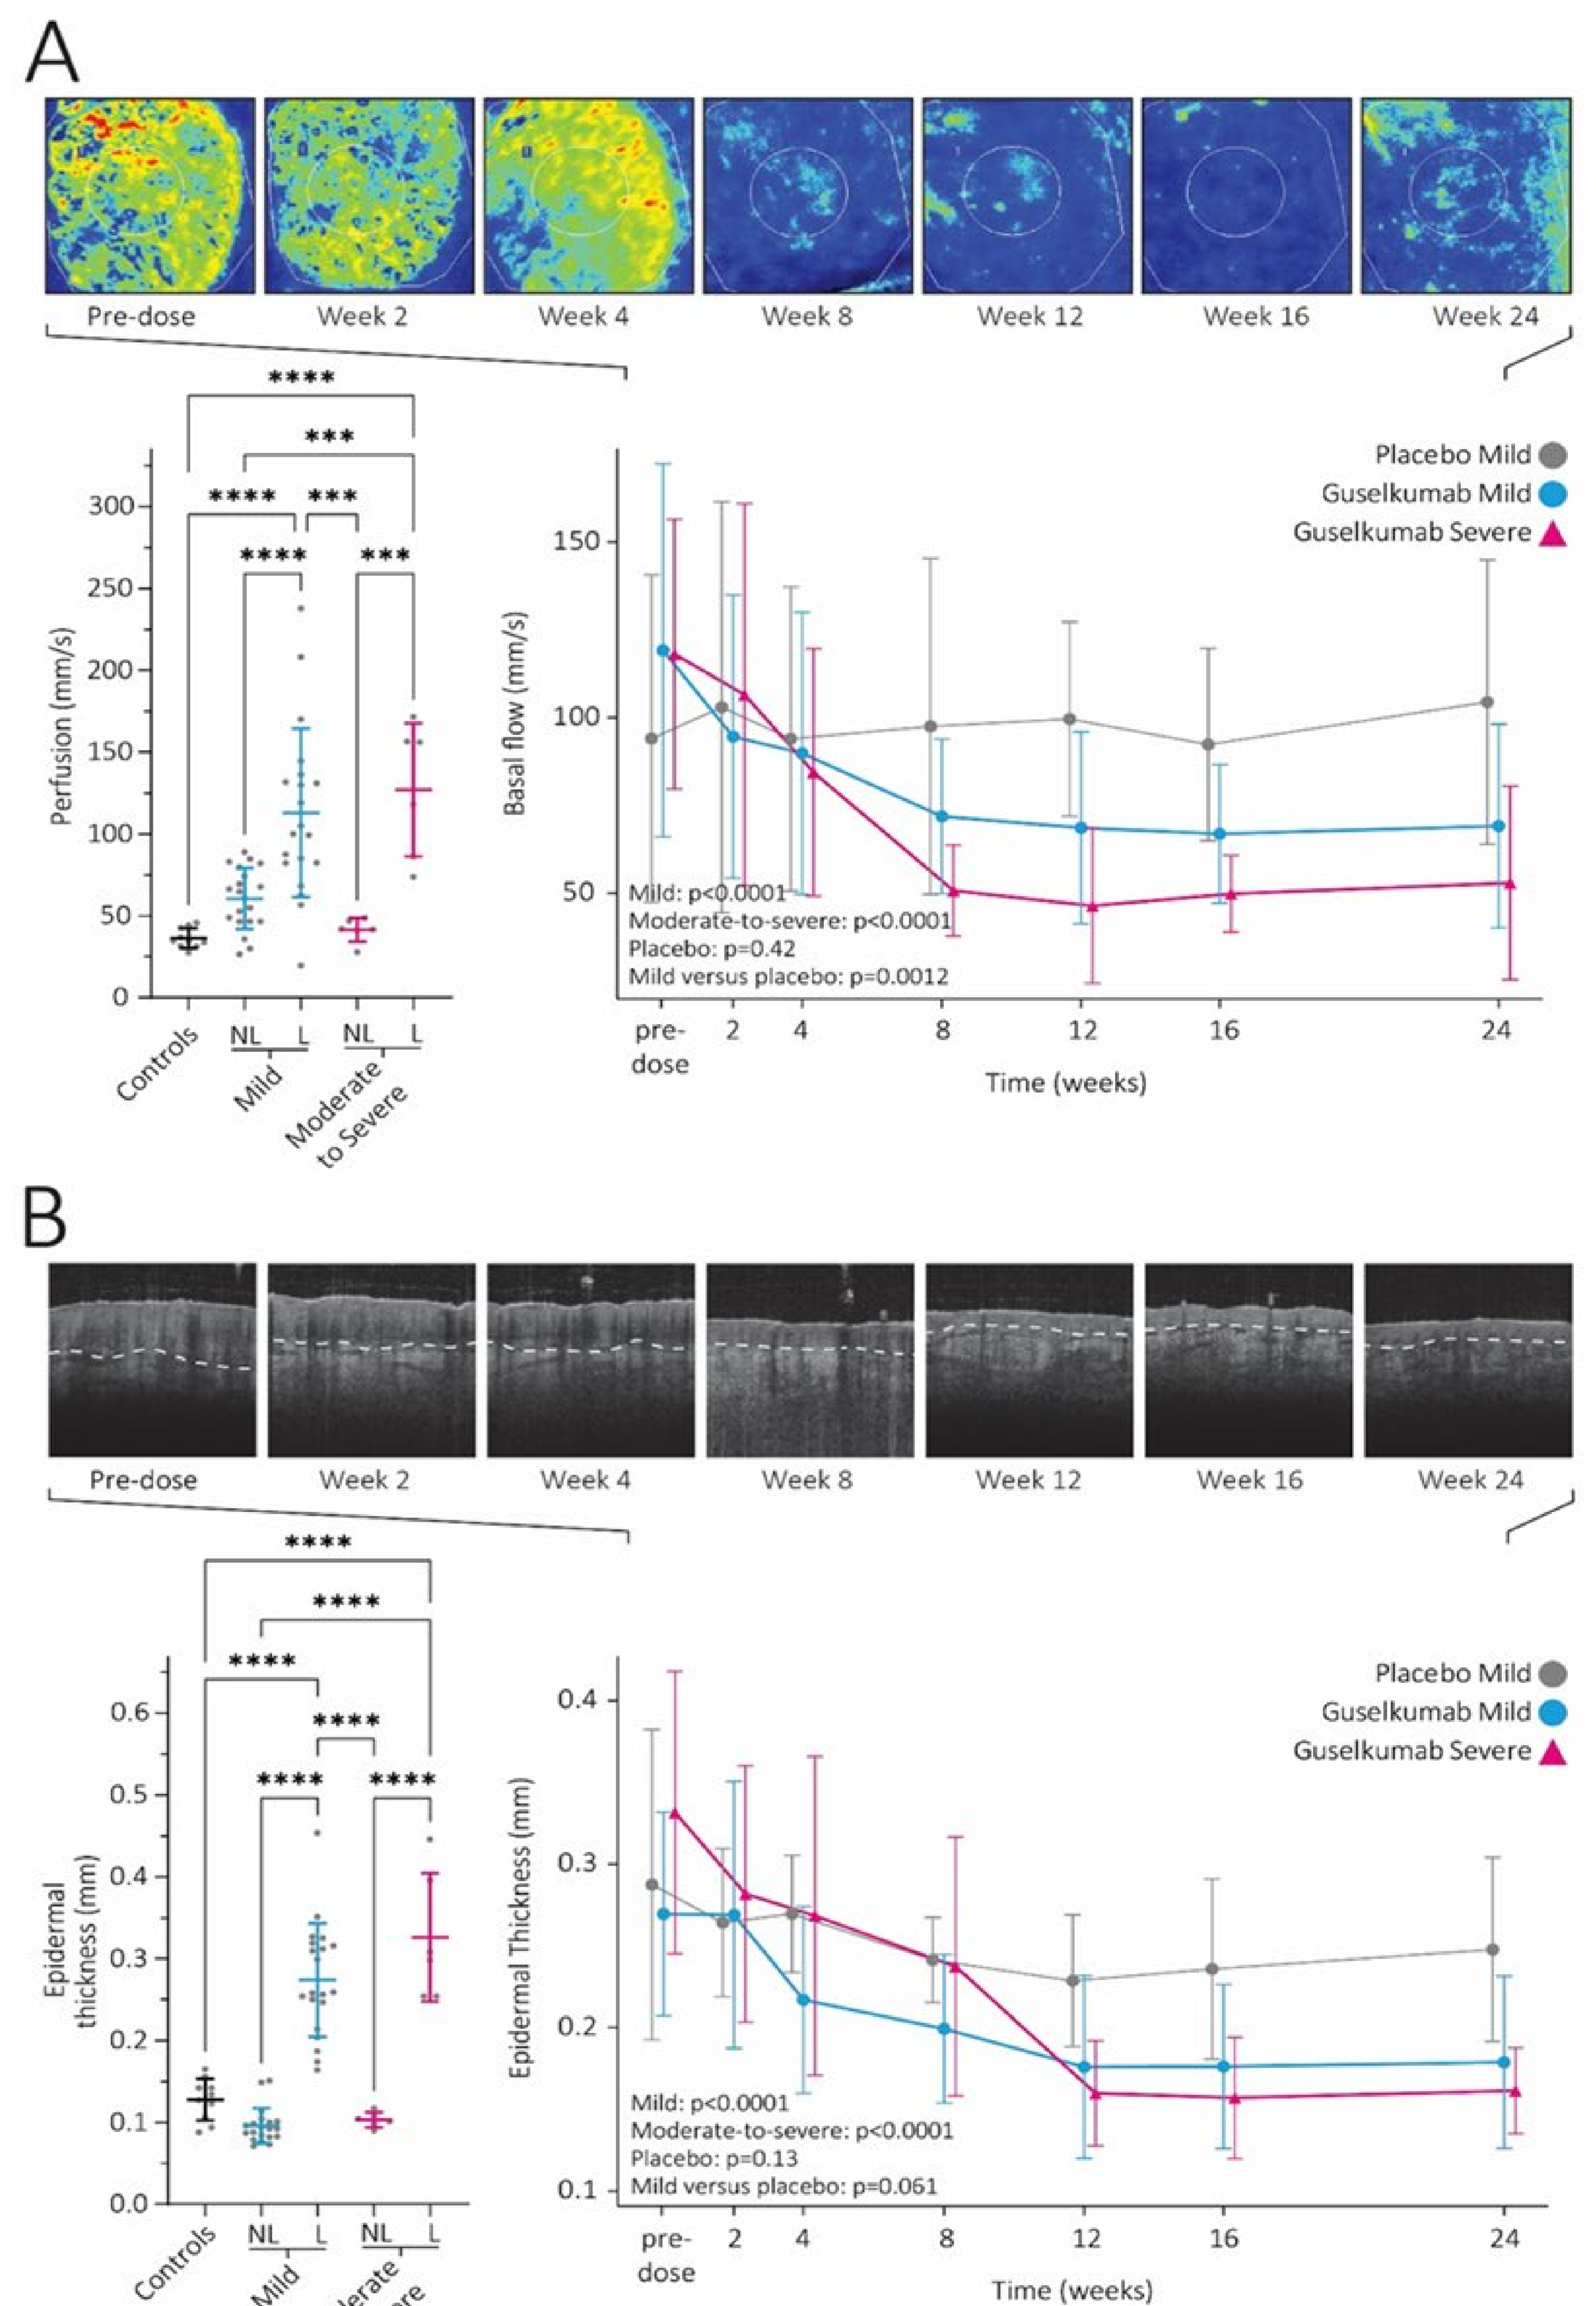 A
Pre-dose
Week 2
Week 4
Week 8
Week 12
Week 16
Week 24
****
***
**** ***
**** ***
Perfusion (mm/s)
300
250
200
150
100
50
0
Controls
NL L NL L
Mild
Moderate
to Severe
Placebo Mild
Guselkumab Mild
Guselkumab Severe
Basal flow (mm/s)
150
100
50
Mild: p<0.0001
Moderate-to-severe: p<0.0001
Placebo: p=0.42
Mild versus placebo: p=0.0012
pre-
dose
2
4
8
12
16
24
Time (weeks)
B
Pre-dose
Week 2
Week 4
Week 8
Week 12
Week 16
Week 24
****
****
****
****
**** ****
Epidermal
thickness (mm)
0.6
0.5
0.4
0.3
0.2
0.1
0.0
Controls
NL L NL L
Mild
Placebo Mild
Guselkumab Mild
Guselkumab Severe
Epidermal Thickness (mm)
0.4
0.3
0.2
0.1
Mild: p<0.0001
Moderate-to-severe: p<0.0001
Placebo: p=0.13
Mild versus placebo: p=0.061
pre-
dose
2
4
8
12
16
24
Time (weeks)